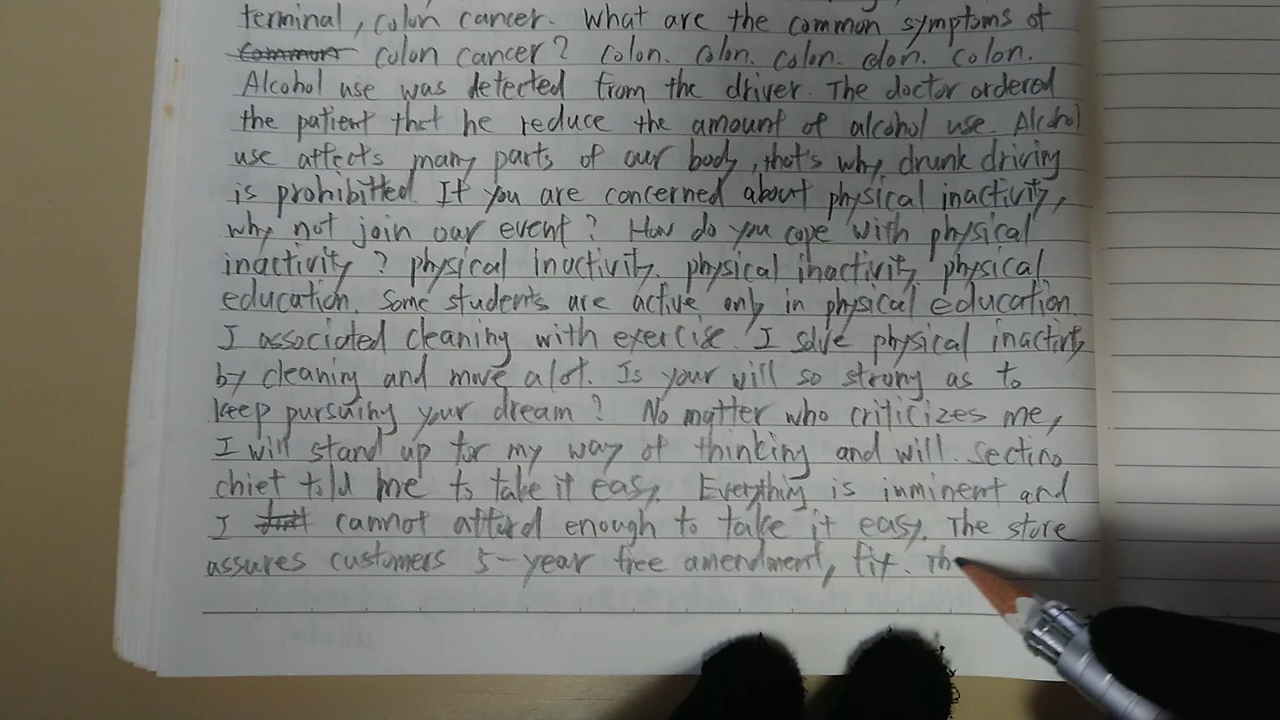 terminal, colon cancer. What are the common symptoms of
common colon cancer? colon. colon. colon. colon. colon.
Alcohol use was detected from the driver. The doctor ordered
the patient that he reduce the amount of alcohol use. Alcohol
use affects many parts of our body, that's why drunk driving
is prohibitted. If you are concerned about physical inactivity,
why not join our event? How do you cope with physical
inactivity? physical inactivity. physical inactivity, physical
education. Some students are active only in physical education.
I associated cleaning with exercise. I solve physical inactivity
by cleaning and move a lot. Is your will so strong as to
keep pursuing your dream? No matter who criticizes me,
I will stand up for my way of thinking and will. Section
chief told me to take it easy. Everything is imminent and
I cannot afford enough to take it easy. The store
assures customers 5-year free amendment, fix. Th